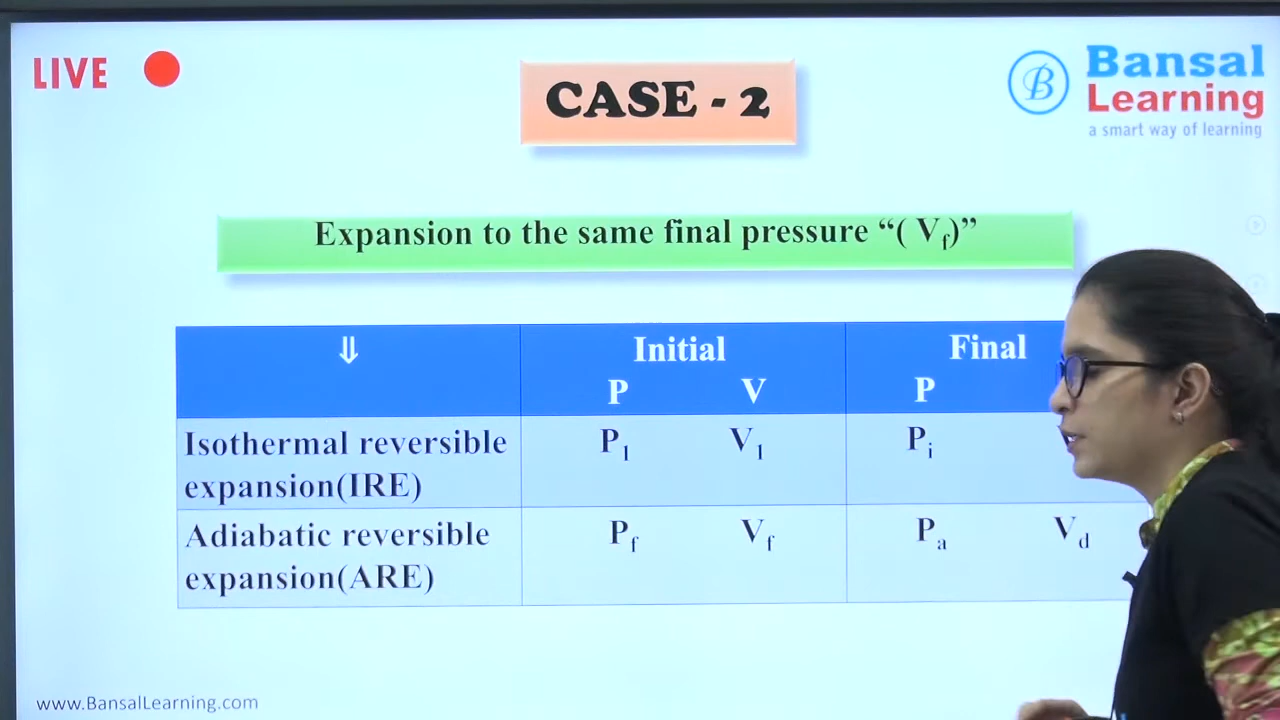 LIVE
CASE - 2
B
Bansal
Learning
a smart way of learning
Expansion to the same final pressure “( Vf)”
⇓ Initial Final
P V P
Isothermal reversible P1 V1 Pi
expansion(IRE)
Adiabatic reversible Pf Vf Pa Vd
expansion(ARE)
www.BansalLearning.com